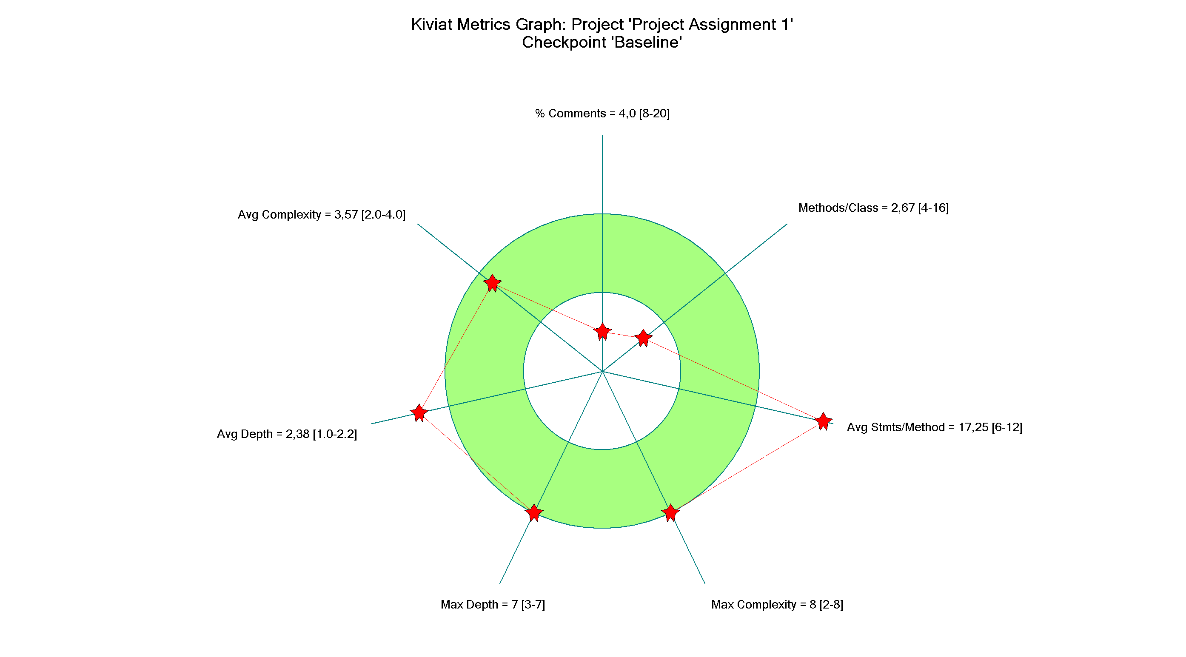 Kiviat Metrics Graph: Project 'Project Assignment 1'
Checkpoint 'Baseline'
% Comments = 4,0 [8-20]
Methods/Class = 2,67 [4-16]
Avg Complexity = 3,57 [2.0-4.0]
Avg Stmts/Method = 17,25 [6-12]
Avg Depth = 2,38 [1.0-2.2]
Max Depth = 7 [3-7]
Max Complexity = 8 [2-8]